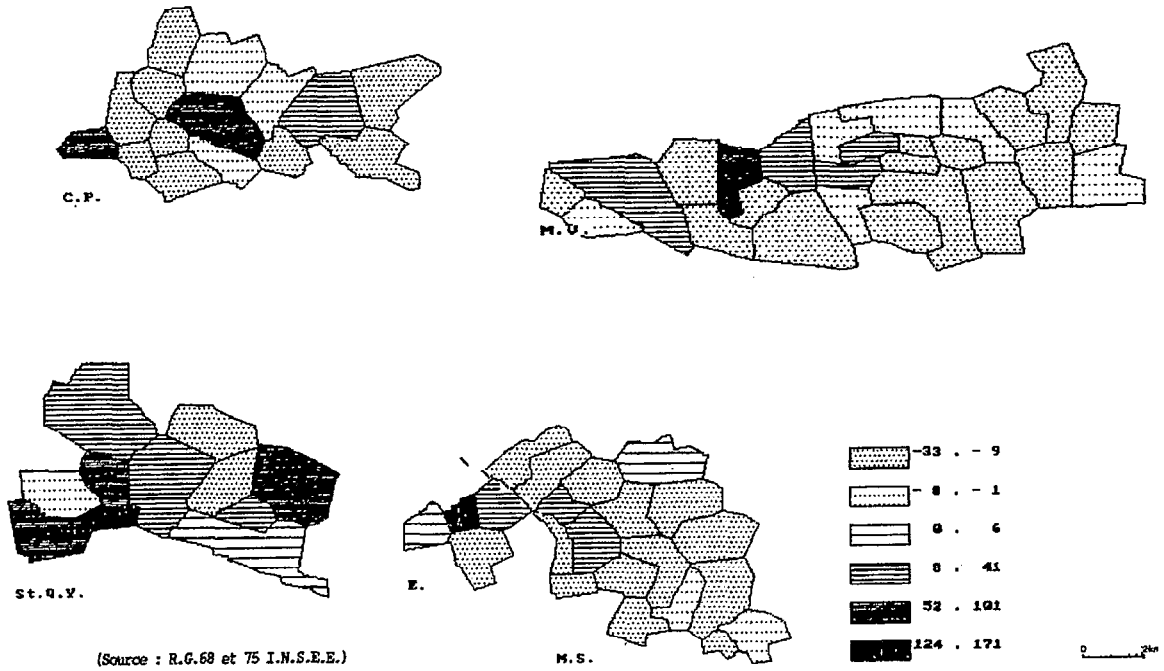 C.P.
M.V.
St.Q.Y.
E.
M.S.
-33 . - 9
- 8 . - 1
0 . 6
8 . 41
52 . 101
124 . 171
0 2km
(Source : R.G.68 et 75 I.N.S.E.E.)